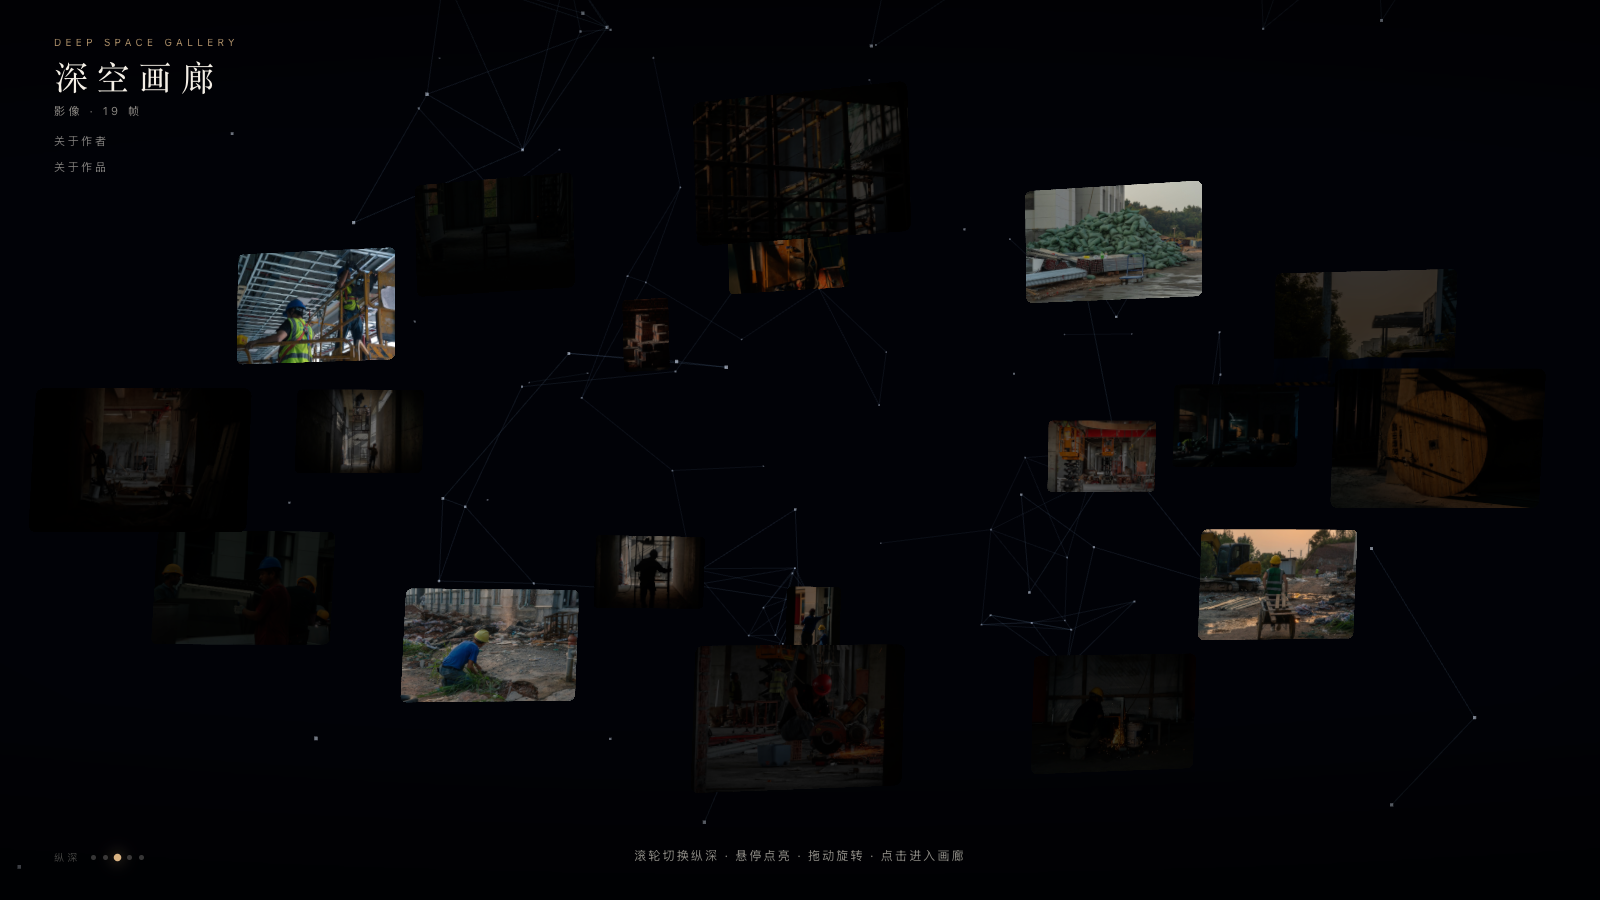 DEEP SPACE GALLERY
深空画廊
影像 · 19 帧
关于作者
关于作品
纵深
滚轮切换纵深 · 悬停点亮 · 拖动旋转 · 点击进入画廊